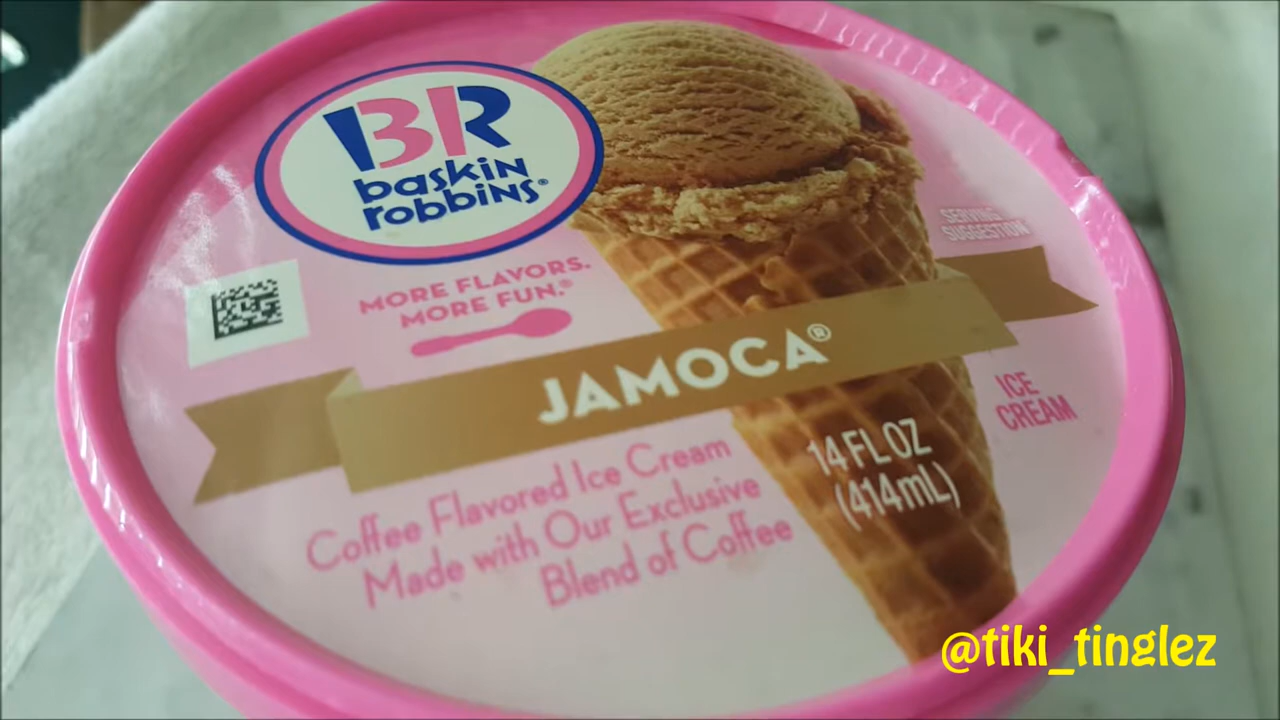 BR
baskin
robbins®
MORE FLAVORS.
MORE FUN.®
SERVING
SUGGESTION
JAMOCA®
ICE
CREAM
14 FL OZ
(414mL)
Coffee Flavored Ice Cream
Made with Our Exclusive
Blend of Coffee
@tiki_tinglez